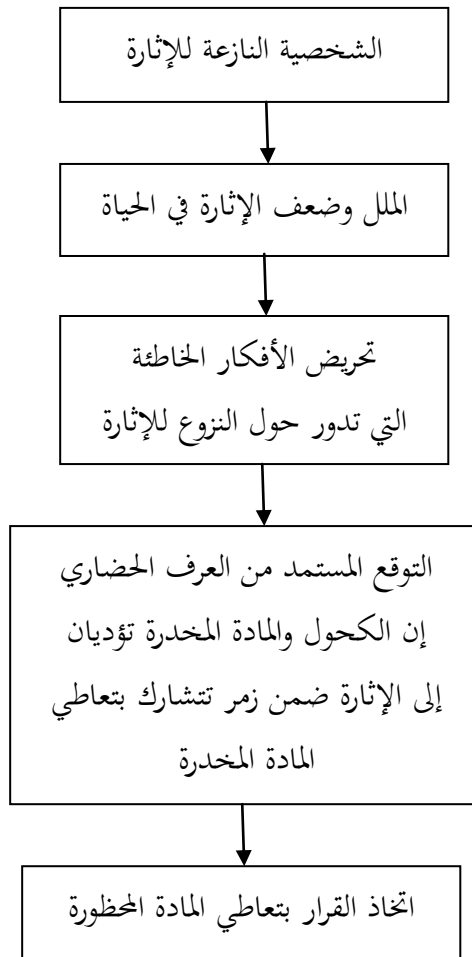 الشخصية النازعة للإثارة
الملل وضعف الإثارة في الحياة
تحريض الأفكار الخاطئة
التي تدور حول النزوع للإثارة
التوقع المستمد من العرف الحضاري
إن الكحول والمادة المخدرة تؤديان
إلى الإثارة ضمن زمر تتشارك بتعاطي
المادة المخدرة
اتخاذ القرار بتعاطي المادة المحظورة